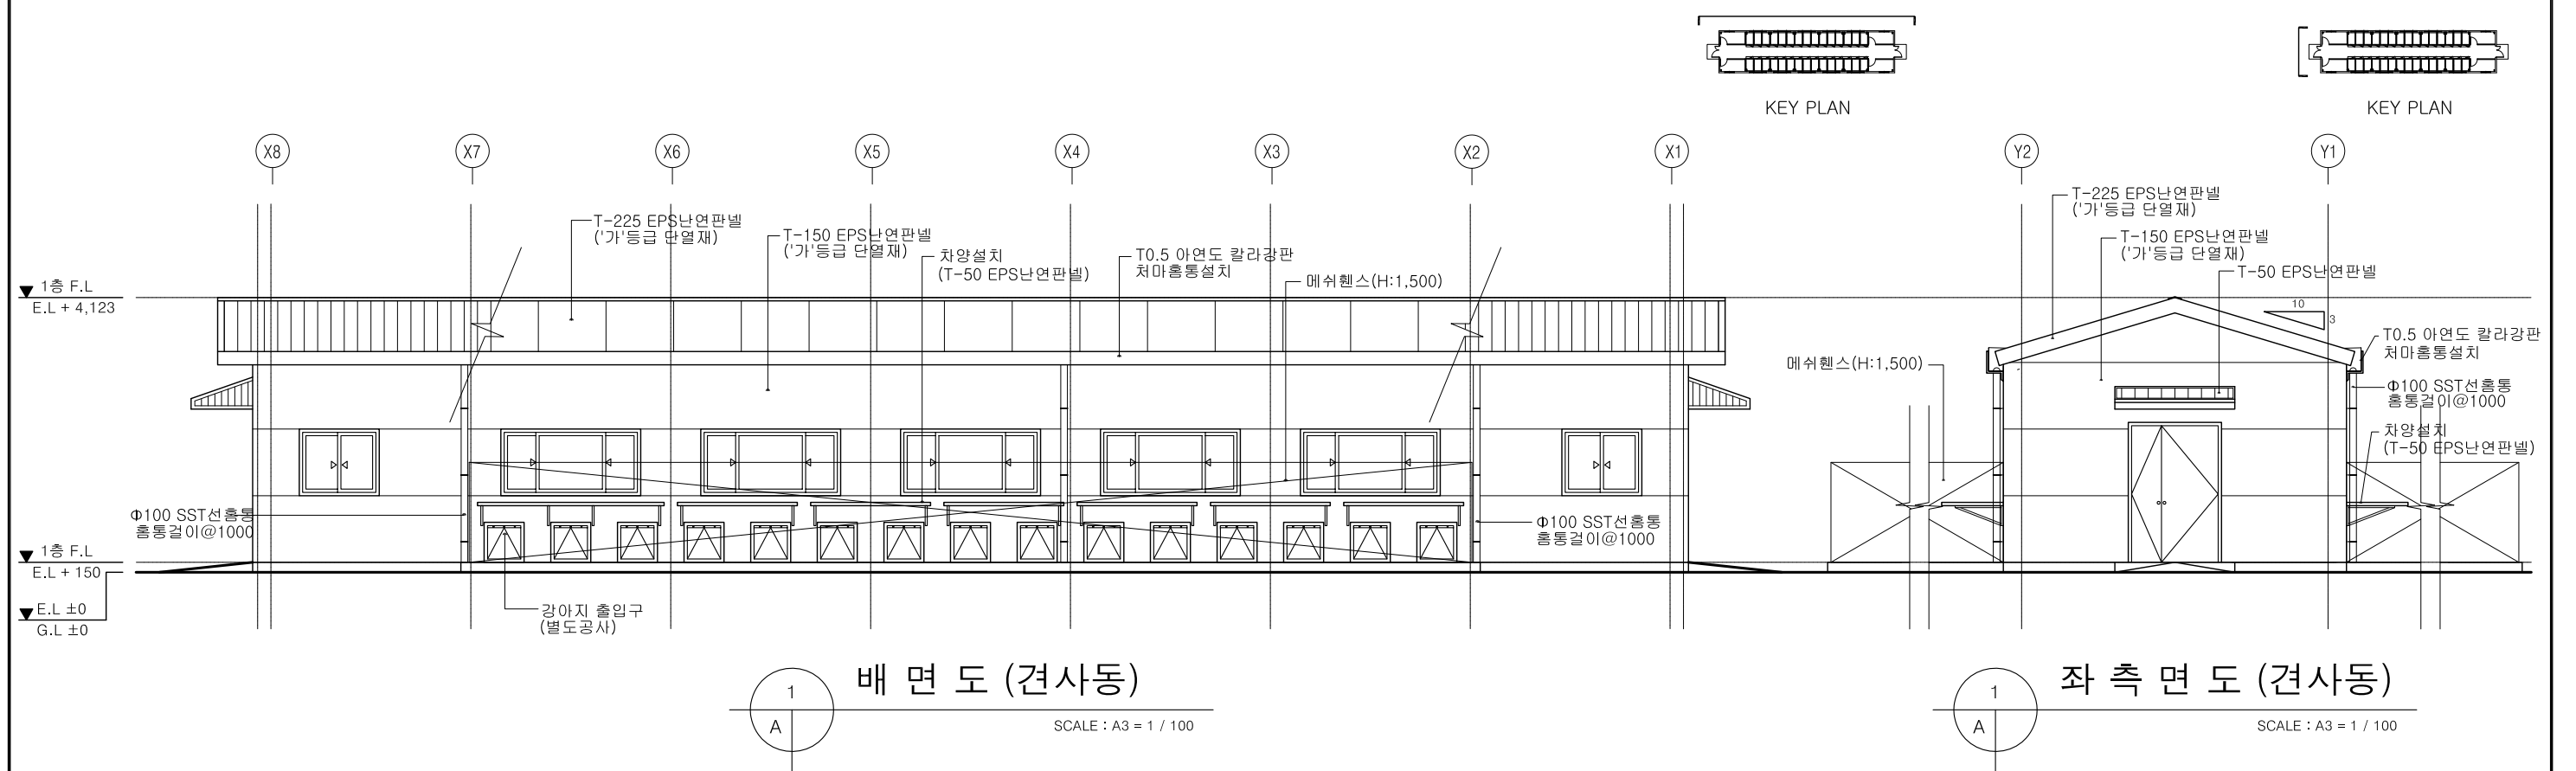 KEY PLAN
KEY PLAN
X8
X7
X6
X5
X4
X3
X2
X1
Y2
Y1
T-225 EPS난연판넬
('가'등급 단열재)
T-150 EPS난연판넬
('가'등급 단열재)
차양설치
(T-50 EPS난연판넬)
T0.5 아연도 칼라강판
처마홈통설치
메쉬휀스(H:1,500)
T-225 EPS난연판넬
('가'등급 단열재)
T-150 EPS난연판넬
('가'등급 단열재)
T-50 EPS난연판넬
10
3
T0.5 아연도 칼라강판
처마홈통설치
메쉬휀스(H:1,500)
Φ100 SST선홈통
홈통걸이@1000
차양설치
(T-50 EPS난연판넬)
1층 F.L
E.L + 4,123
Φ100 SST선홈통
홈통걸이@1000
Φ100 SST선홈통
홈통걸이@1000
1층 F.L
E.L + 150
E.L ±0
G.L ±0
강아지 출입구
(별도공사)
1
A
배 면 도 (견사동)
SCALE : A3 = 1 / 100
1
A
좌 측 면 도 (견사동)
SCALE : A3 = 1 / 100